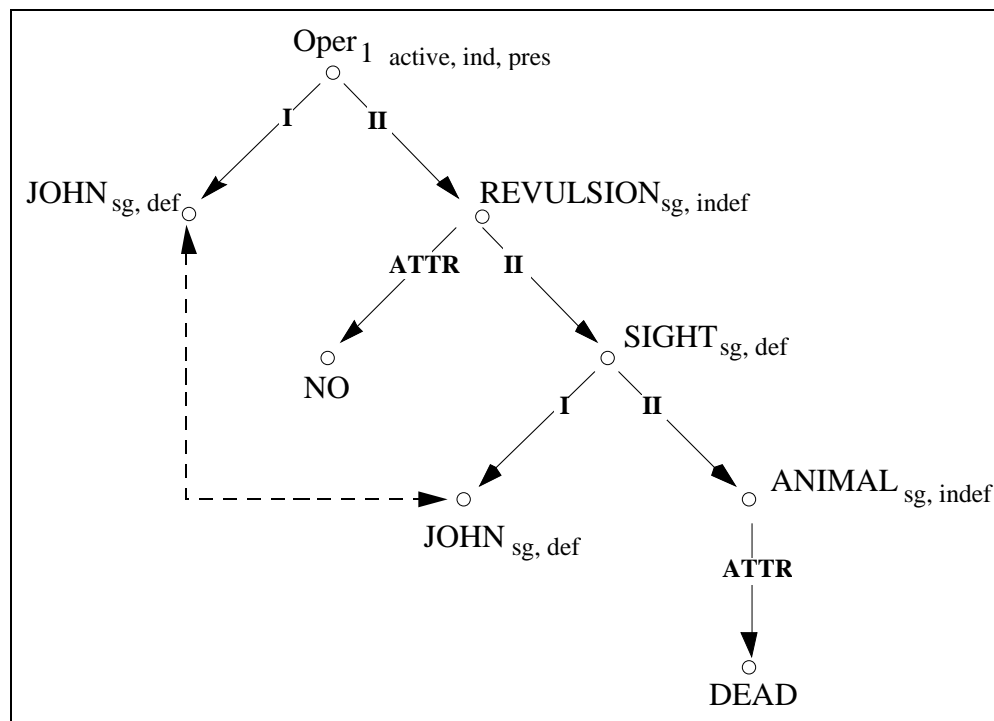 Oper1 active, ind, pres
I II
JOHN sg, def REVULSION sg, indef
ATTR II
SIGHT sg, def
NO
I II
ANIMAL sg, indef
JOHN sg, def
ATTR
DEAD